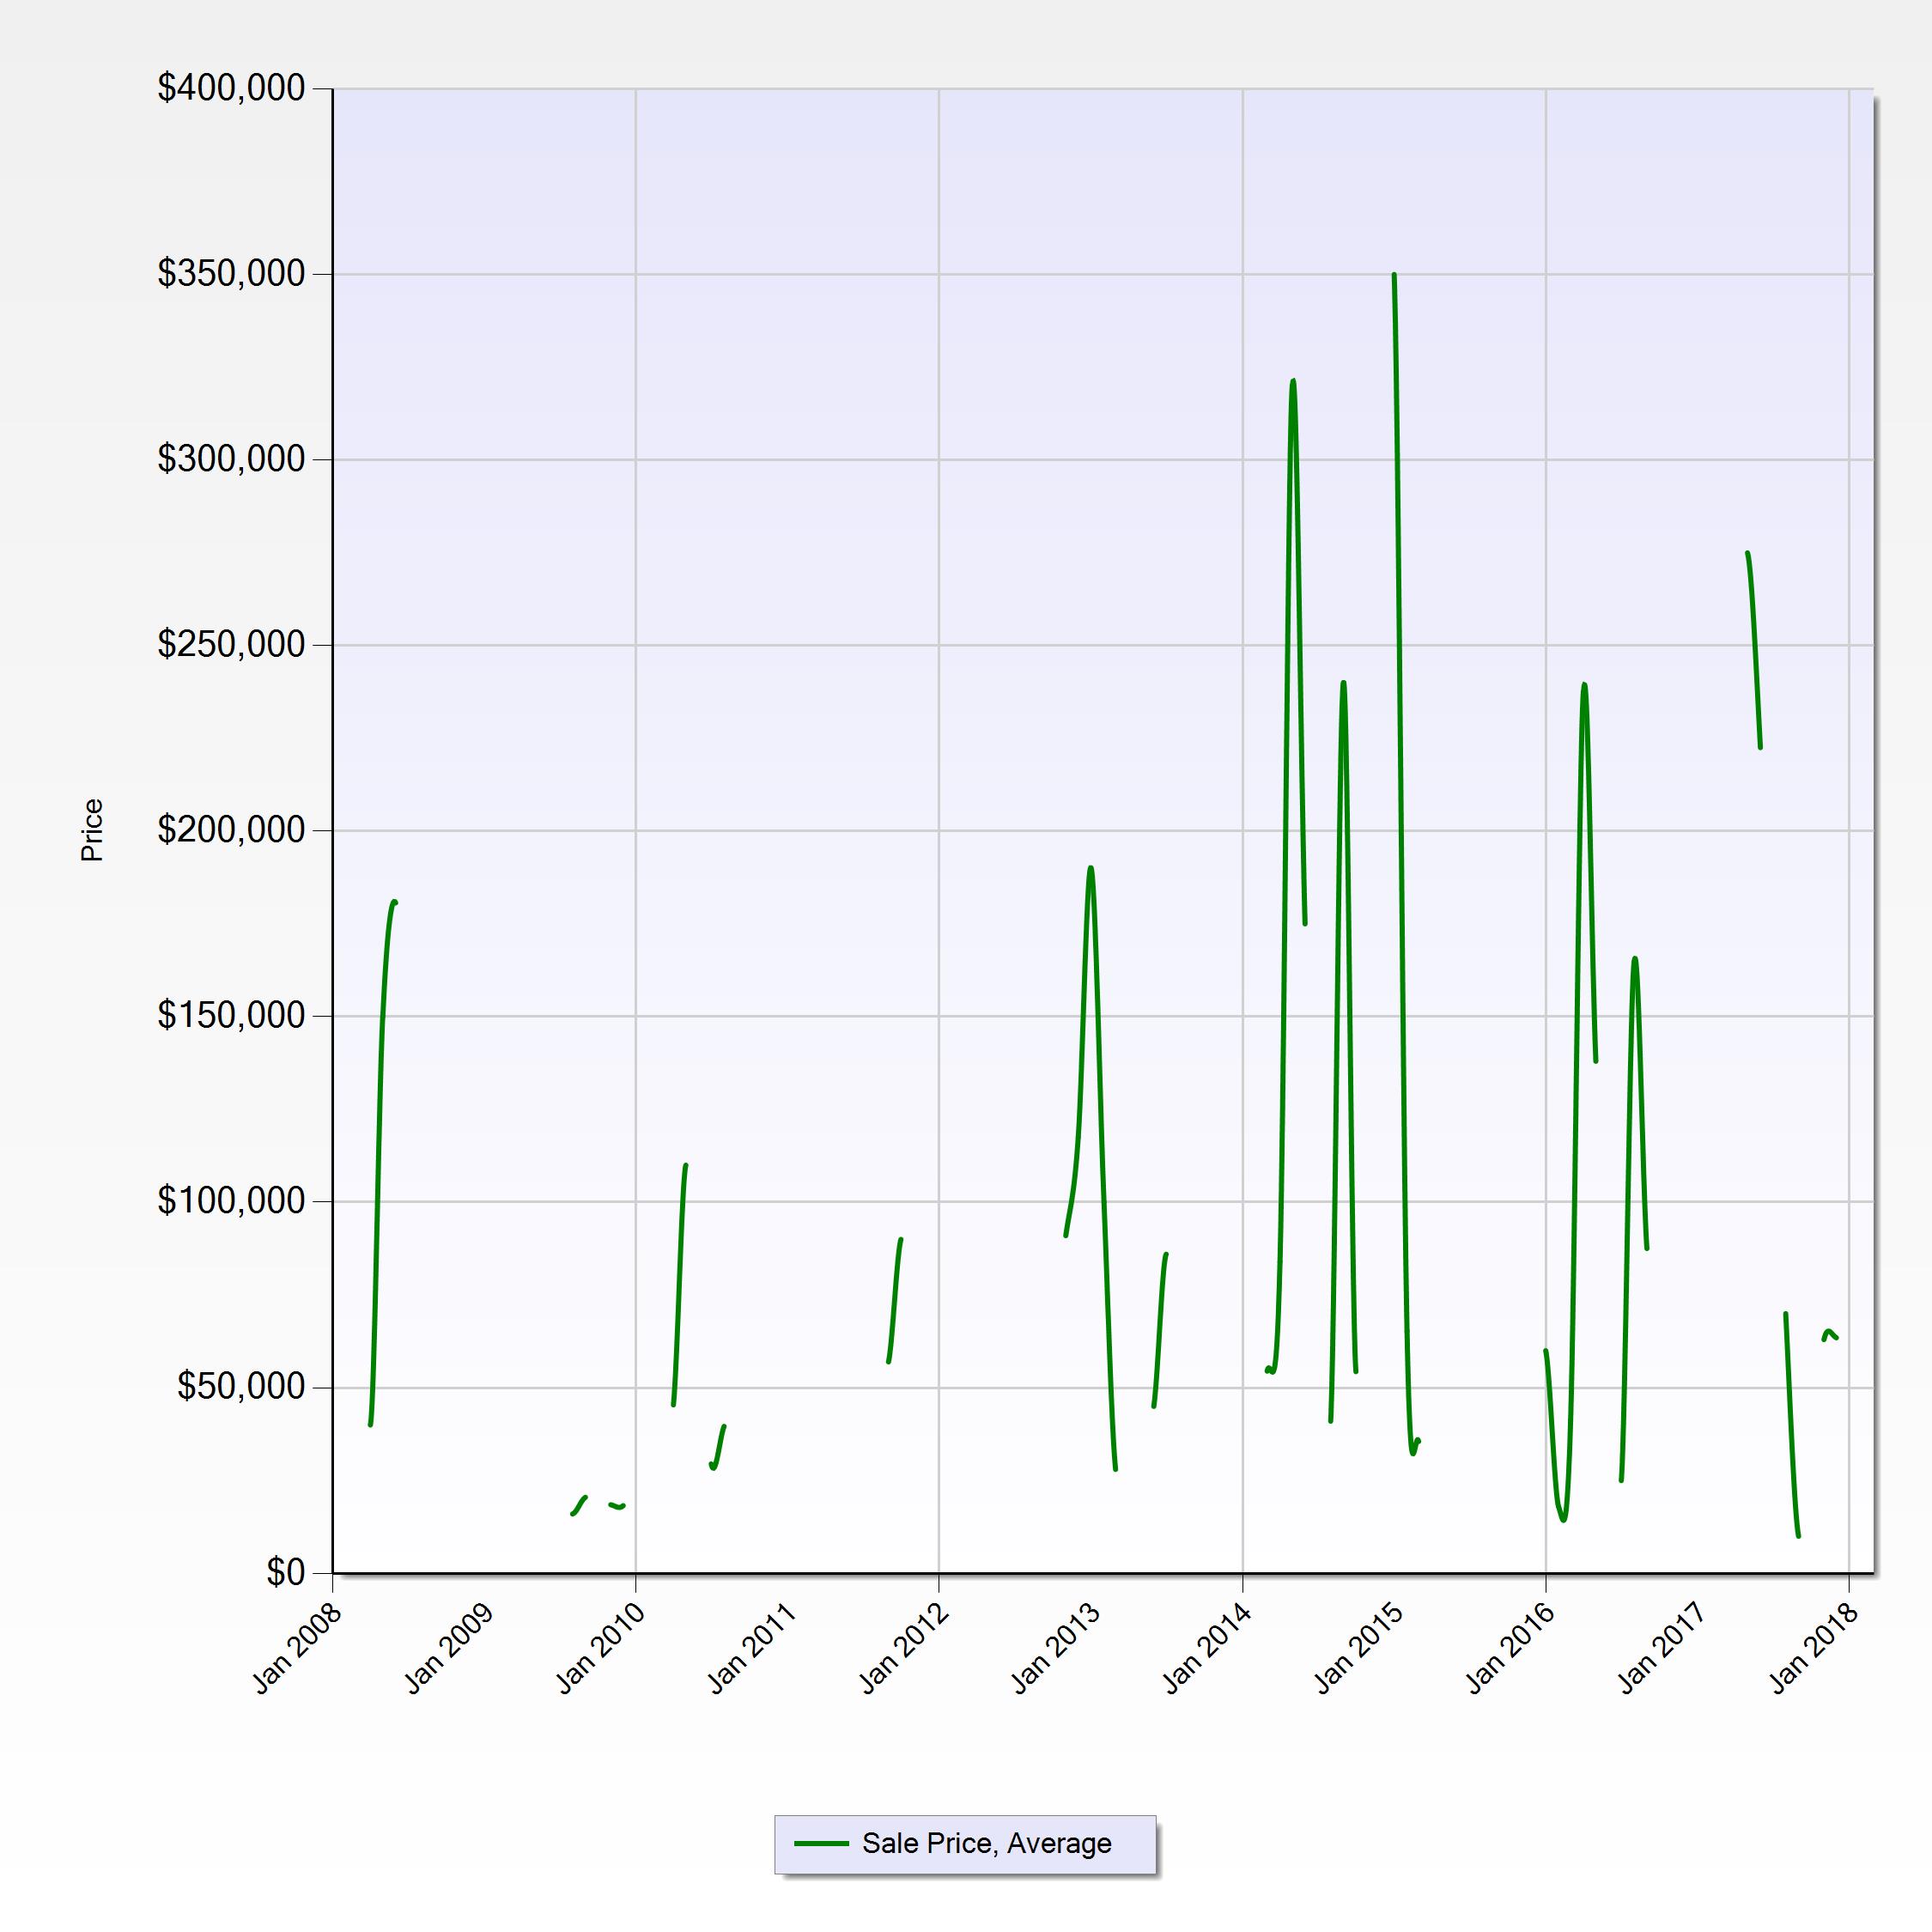 $400,000
$350,000
$300,000
$250,000
$200,000
$150,000
$100,000
$50,000
$0
Price
Jan 2008
Jan 2009
Jan 2010
Jan 2011
Jan 2012
Jan 2013
Jan 2014
Jan 2015
Jan 2016
Jan 2017
Jan 2018
Sale Price, Average